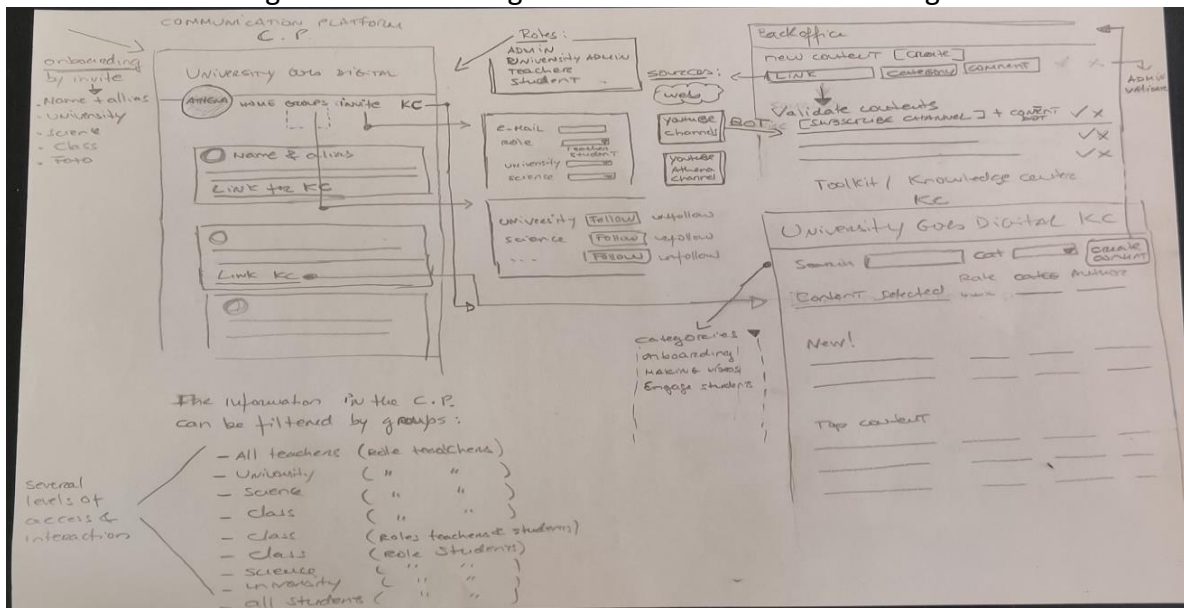 COMMUNICATION PLATFORM
C.P.
onboarding
by invite
- Name + allias
- University
- Science
- Class
- Foto
UNIVERSITY GOES DIGITAL
ATHENA HOME GROUPS invite KC
Name & alias
Link to KC
Link KC
Roles:
ADMIN
UNiversity ADMIN
Teachers
Student
E-MAIL
Role
Teacher
Student
University
Science
University Follow unfollow
Science Follow unfollow
... Follow unfollow
Sources:
Web
Youtube
Channel
Youtube
Athena
Channel
BOT
Backoffice
new content [create]
LINK category comment
ADMIN
validate
Validate contents
[SUBSCRIBE CHANNEL] + content
BOT
Toolkit / Knowledge centre
KC
University Goes Digital KC
Search Cat create
content
Content selected Rate cates Authors
New!
Top content
Categories
onboarding
MAKING videos
Engage students
The information in the C.P.
can be filtered by groups:
- All teachers (Role teachers)
- University ( " " )
- Science ( " " )
- Class ( " " )
- Class (Roles teachers & students)
- Class (Role Students)
- Science ( " " )
- University ( " " )
- all students ( " " )
Several
levels of
access &
interaction